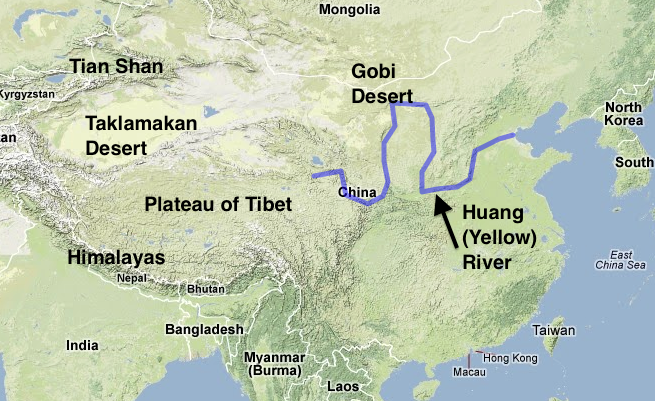 Mongolia
Tian Shan
Gobi
Desert
Kyrgyzstan
North
Korea
Taklamakan
Desert
an
South
China
Plateau of Tibet
Huang
(Yellow)
River
Himalayas
East
China Sea
Nepal
Bhutan
Bangladesh
Taiwan
India
Myanmar
(Burma)
Hong Kong
Macau
Laos